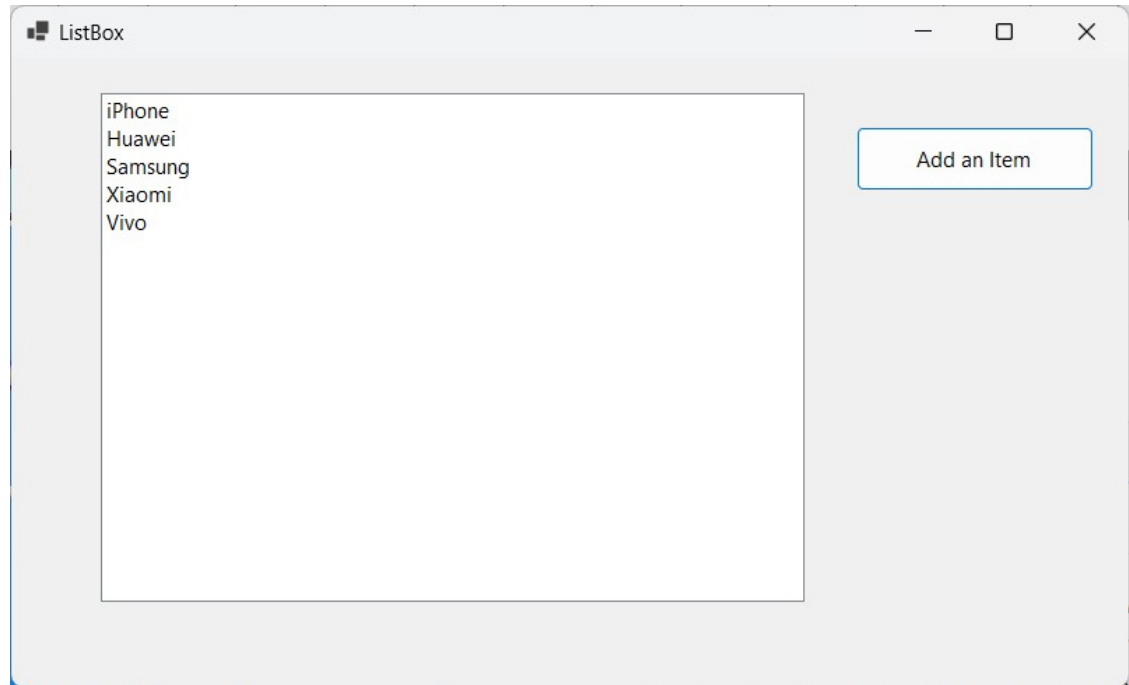 ListBox
iPhone
Huawei
Samsung
Xiaomi
Vivo
Add an Item